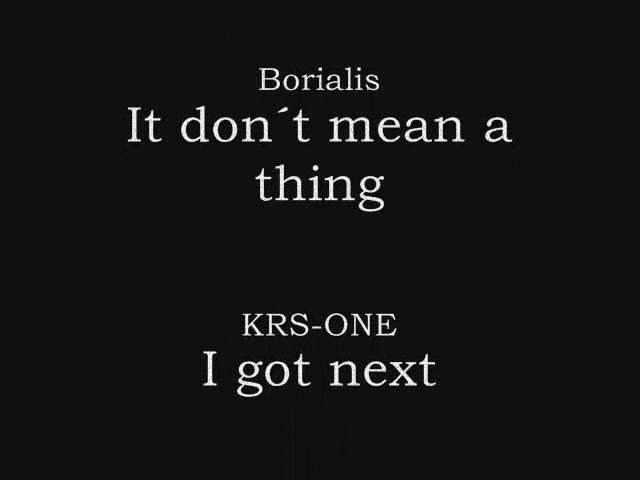 Borialis
It don´t mean a
thing
KRS-ONE
I got next